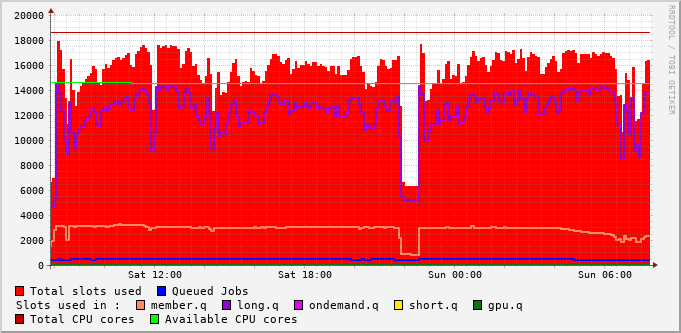 20000
18000
16000
14000
12000
10000
8000
6000
4000
2000
0
Sat 12:00 Sat 18:00 Sun 00:00 Sun 06:00
RRDTOOL / TOBI OETIKER
Total slots used Queued Jobs
Slots used in : member.q long.q ondemand.q short.q gpu.q
Total CPU cores Available CPU cores